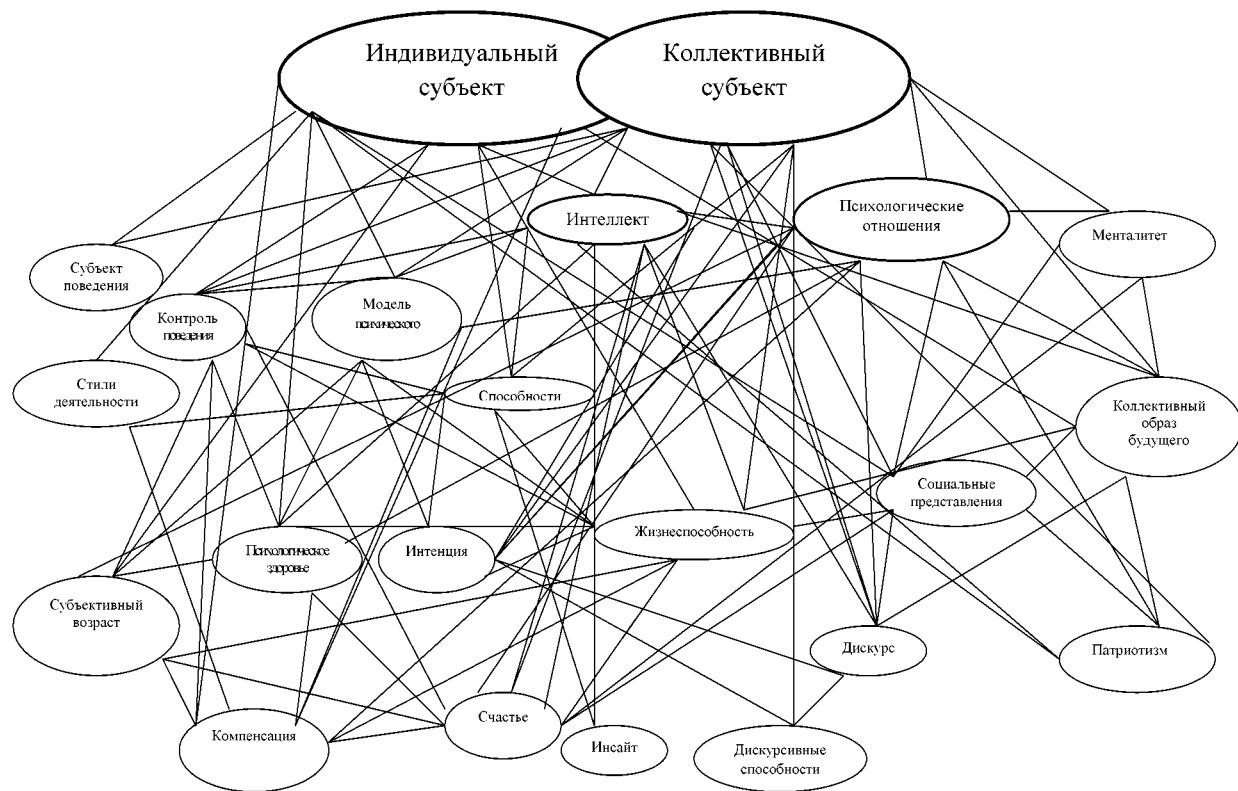 Индивидуальный
субъект
Коллективный
субъект
Интеллект
Психологические
отношения
Менталитет
Субъект
поведения
Контроль
поведения
Модель
психического
Стили
деятельности
Способности
Коллективный
образ
будущего
Социальные
представления
Психологическое
здоровье
Интенция
Жизнеспособность
Субъективный
возраст
Дискурс
Патриотизм
Компенсация
Счастье
Инсайт
Дискурсивные
способности